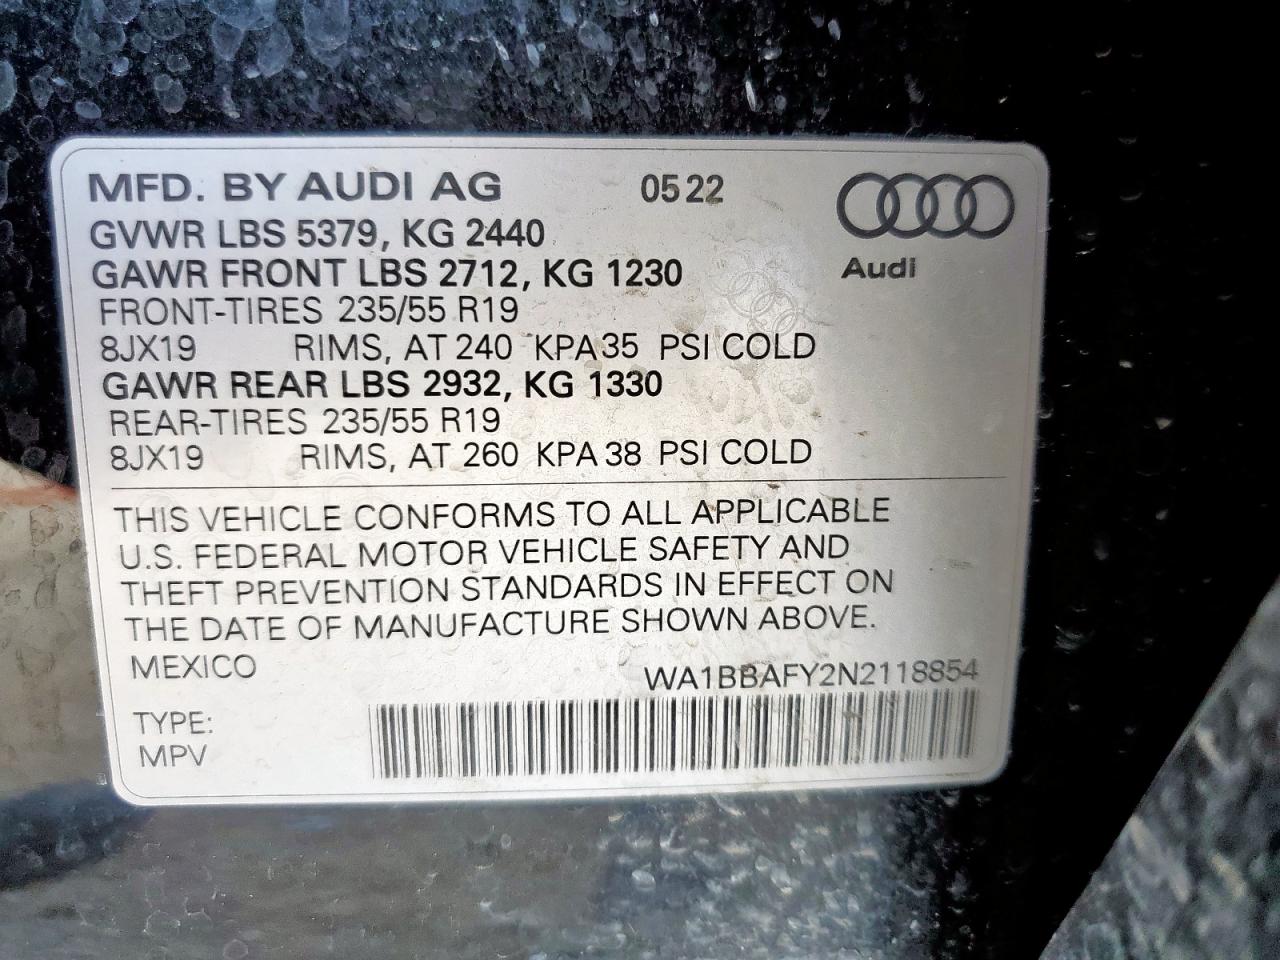 MFD. BY AUDI AG 0522
GVWR LBS 5379, KG 2440
GAWR FRONT LBS 2712, KG 1230
Audi
FRONT-TIRES 235/55 R19
8JX19 RIMS, AT 240 KPA 35 PSI COLD
GAWR REAR LBS 2932, KG 1330
REAR-TIRES 235/55 R19
8JX19 RIMS, AT 260 KPA 38 PSI COLD
THIS VEHICLE CONFORMS TO ALL APPLICABLE
U.S. FEDERAL MOTOR VEHICLE SAFETY AND
THEFT PREVENTION STANDARDS IN EFFECT ON
THE DATE OF MANUFACTURE SHOWN ABOVE.
MEXICO WA1BBAFY2N2118854
TYPE:
MPV